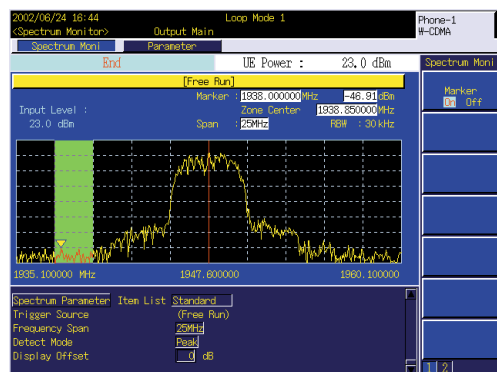 2002/06/24 16:44 Loop Mode 1 Phone-1
<Spectrum Monitor> Output Main W-CDMA
Spectrum Moni Parameter
End UE Power : 23.0 dBm Spectrum Moni
[Free Run]
Marker : 1938.000000 MHz -46.91 dBm
Marker
On Off
Input Level : Zone Center 1938.850000 MHz
23.0 dBm Span : 25MHz RBW : 30 kHz
1935.100000 MHz 1947.600000 1960.100000
Spectrum Parameter Item List Standard
Trigger Source (Free Run)
Frequency Span 25MHz
Detect Mode Peak
Display Offset 0 dB
1 2